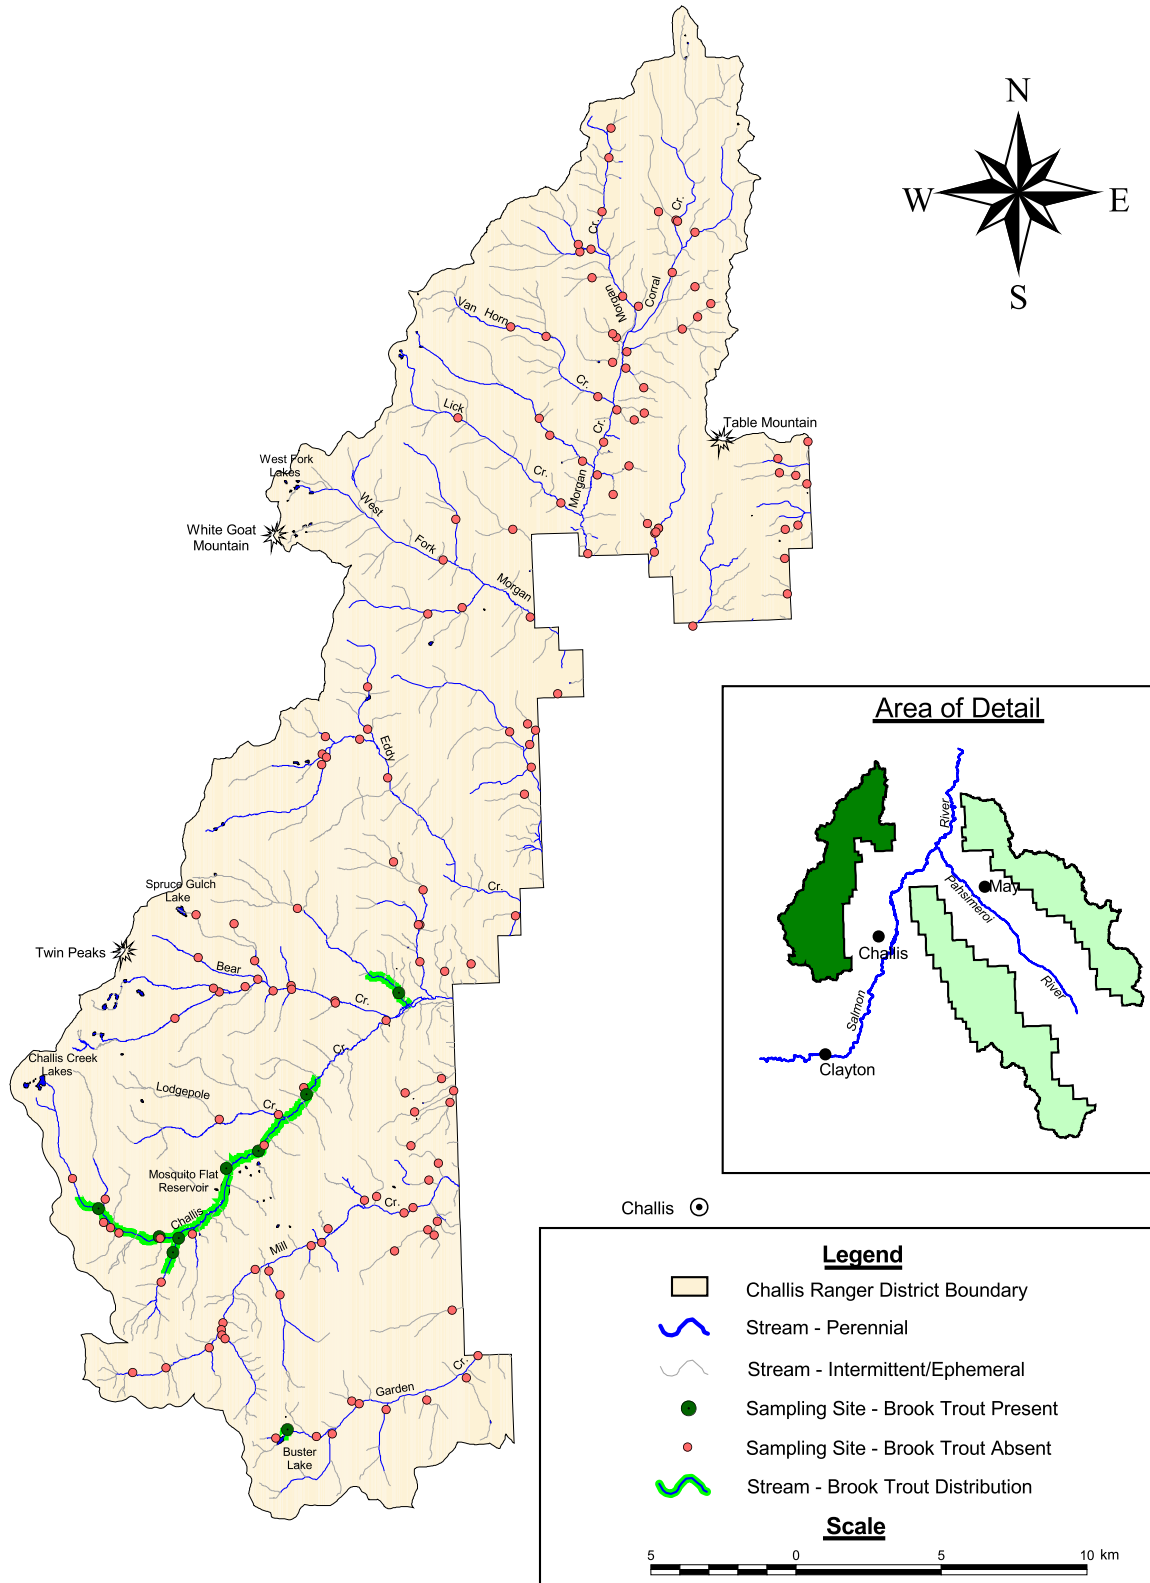 N
W
E
S
Cr.
Cr.
Corral
Morgan
Van Horn
Cr.
Lick
Cr.
Table Mountain
West Fork
Lakes
Cr.
Morgan
West
White Goat
Mountain
Fork
Morgan
Area of Detail
Eddy
River
Pahsimeroi
May
Cr.
Spruce Gulch
Lake
Twin Peaks
Challis
Bear
Cr.
River
Salmon
Cr.
Challis Creek
Lakes
Clayton
Lodgepole
Cr.
Mosquito Flat
Reservoir
Cr.
Challis
Challis
Mill
Legend
Challis Ranger District Boundary
Stream - Perennial
Stream - Intermittent/Ephemeral
Cr.
Garden
Sampling Site - Brook Trout Present
Sampling Site - Brook Trout Absent
Buster
Lake
Stream - Brook Trout Distribution
Scale
5 0 5 10 km